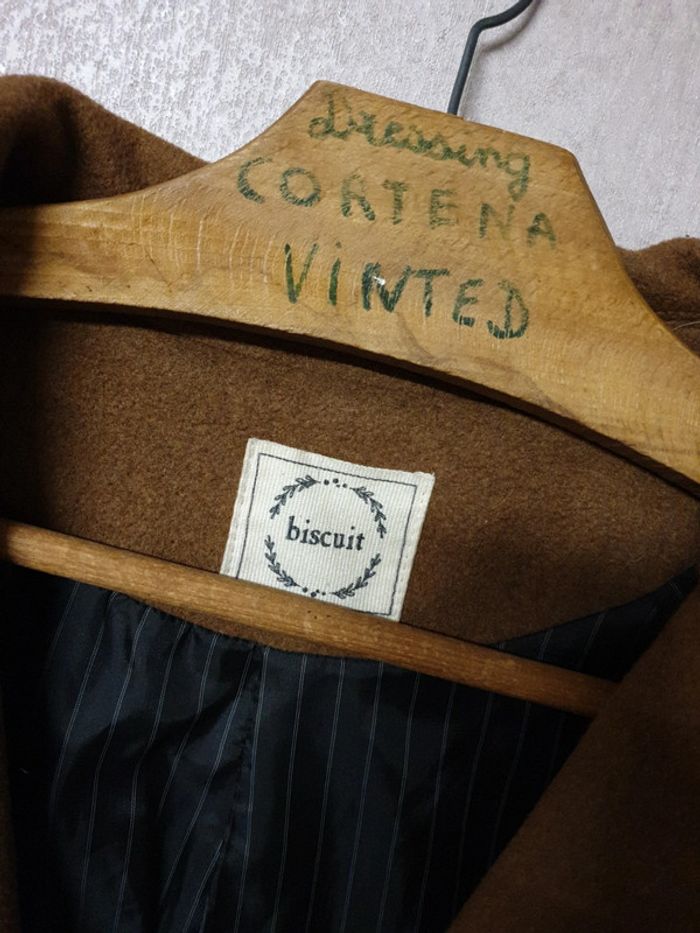 Dressing
CORTENA
ViNTED
biscuit